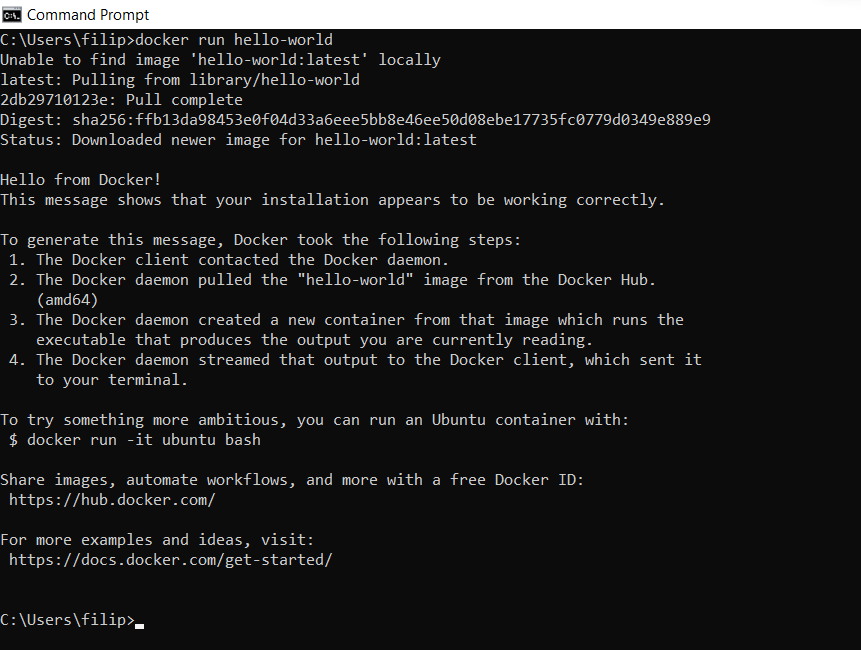 Command Prompt
C:\Users\filip>docker run hello-world
Unable to find image 'hello-world:latest' locally
latest: Pulling from library/hello-world
2db29710123e: Pull complete
Digest: sha256:ffb13da98453e0f04d33a6eee5bb8e46ee50d08ebe17735fc0779d0349e889e9
Status: Downloaded newer image for hello-world:latest

Hello from Docker!
This message shows that your installation appears to be working correctly.

To generate this message, Docker took the following steps:
 1. The Docker client contacted the Docker daemon.
 2. The Docker daemon pulled the "hello-world" image from the Docker Hub.
    (amd64)
 3. The Docker daemon created a new container from that image which runs the
    executable that produces the output you are currently reading.
 4. The Docker daemon streamed that output to the Docker client, which sent it
    to your terminal.

To try something more ambitious, you can run an Ubuntu container with:
 $ docker run -it ubuntu bash

Share images, automate workflows, and more with a free Docker ID:
 https://hub.docker.com/

For more examples and ideas, visit:
 https://docs.docker.com/get-started/

C:\Users\filip>